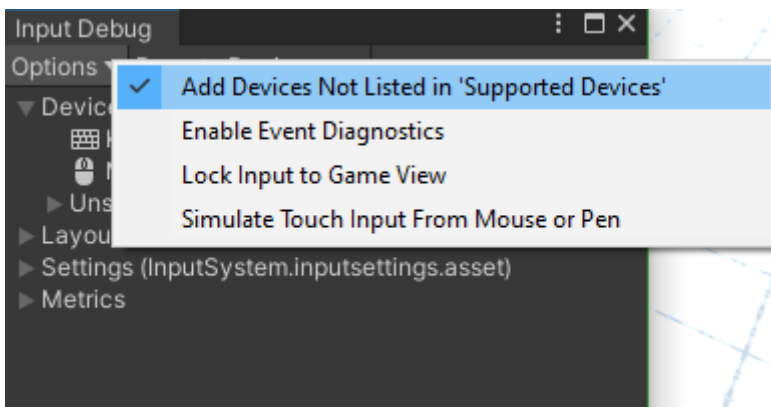 Input Debug
Options
Add Devices Not Listed in 'Supported Devices'
Enable Event Diagnostics
Lock Input to Game View
Simulate Touch Input From Mouse or Pen
Settings (InputSystem.inputsettings.asset)
Metrics